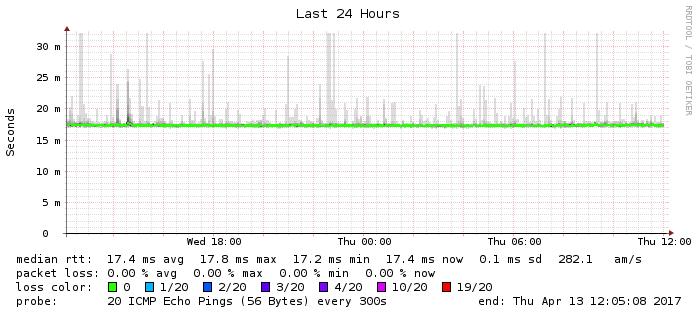 Last 24 Hours
RRDTOOL / TOBI OETIKER
Seconds
30 m
25 m
20 m
15 m
10 m
5 m
0
Wed 18:00 Thu 00:00 Thu 06:00 Thu 12:00
median rtt: 17.4 ms avg 17.8 ms max 17.2 ms min 17.4 ms now 0.1 ms sd 282.1 am/s
packet loss: 0.00 % avg 0.00 % max 0.00 % min 0.00 % now
loss color: 0 1/20 2/20 3/20 4/20 10/20 19/20
probe: 20 ICMP Echo Pings (56 Bytes) every 300s end: Thu Apr 13 12:05:08 2017